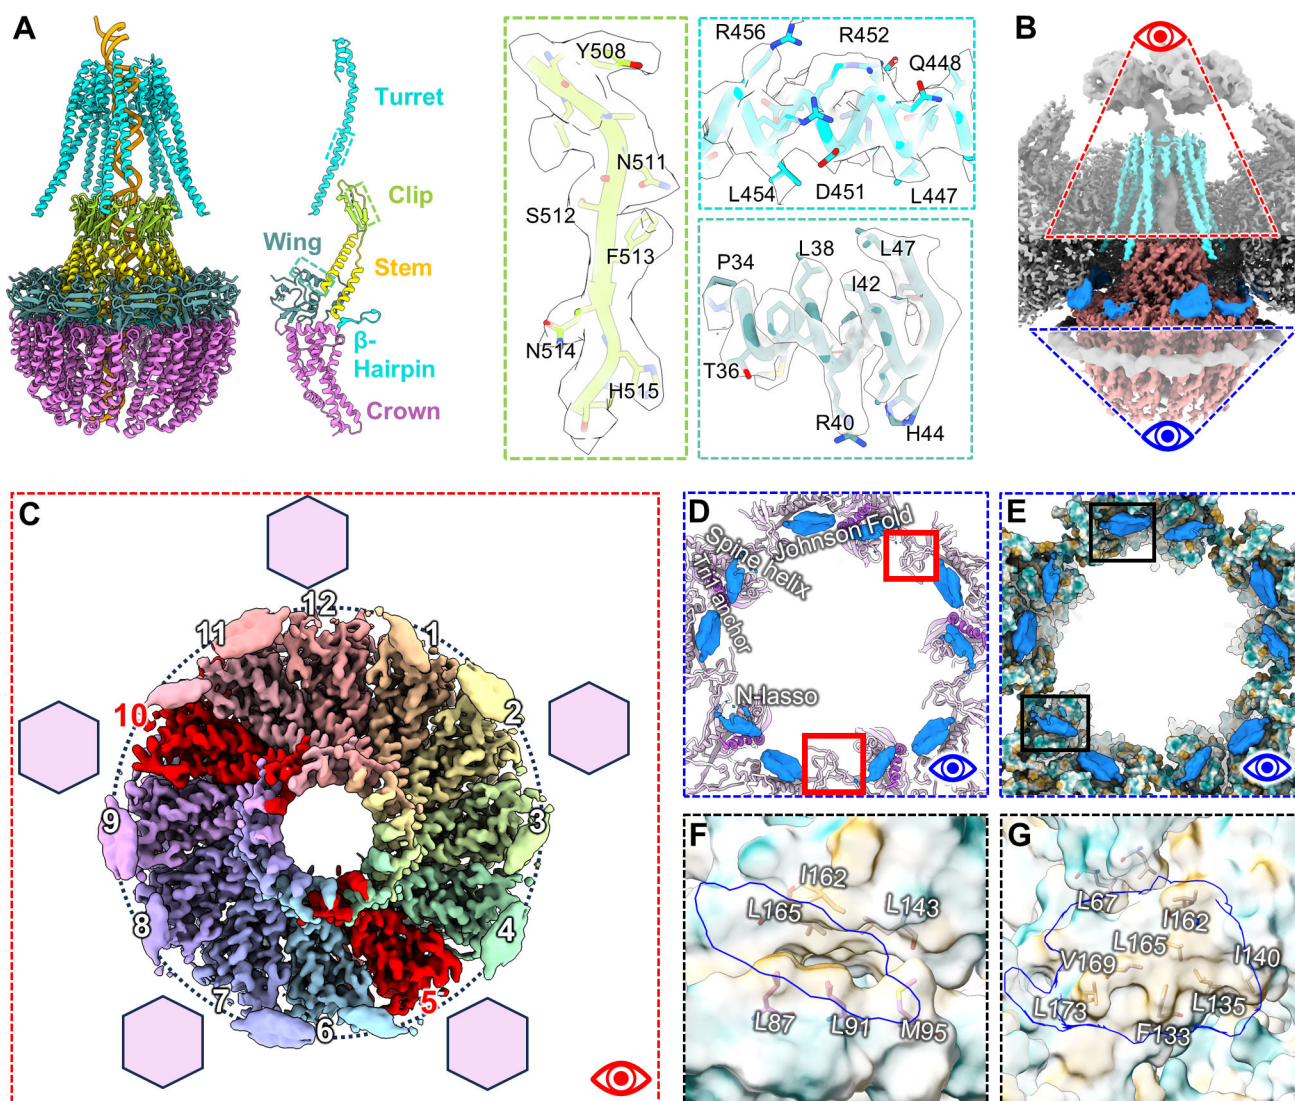 A
Turret
Clip
Wing
Stem
β-
Hairpin
Crown
Y508
N511
S512
F513
N514
H515
R456
R452
Q448
L454
D451
L447
P34
L38
L47
I42
T36
R40
H44
B
C
12
11
1
10
2
9
3
8
4
7
6
5
D
Johnson Fold
Spine helix
Tri1 anchor
N-lasso
E
F
I162
L165
L143
L87
L91
M95
G
L67
I162
L165
I140
V169
L173
L135
F133